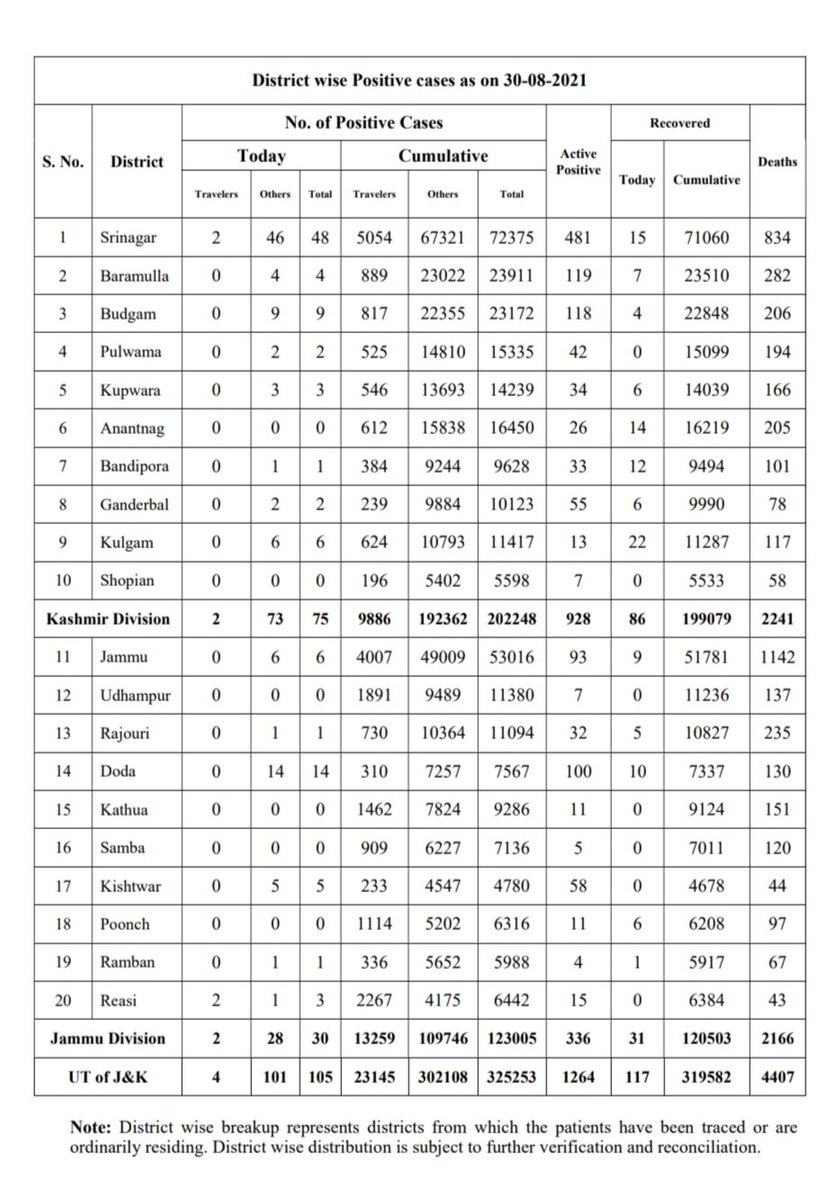 District wise Positive cases as on 30-08-2021
S. No. District No. of Positive Cases Active Positive Recovered Deaths
Today Cumulative Today Cumulative
Travelers Others Total Travelers Others Total
1 Srinagar 2 46 48 5054 67321 72375 481 15 71060 834
2 Baramulla 0 4 4 889 23022 23911 119 7 23510 282
3 Budgam 0 9 9 817 22355 23172 118 4 22848 206
4 Pulwama 0 2 2 525 14810 15335 42 0 15099 194
5 Kupwara 0 3 3 546 13693 14239 34 6 14039 166
6 Anantnag 0 0 0 612 15838 16450 26 14 16219 205
7 Bandipora 0 1 1 384 9244 9628 33 12 9494 101
8 Ganderbal 0 2 2 239 9884 10123 55 6 9990 78
9 Kulgam 0 6 6 624 10793 11417 13 22 11287 117
10 Shopian 0 0 0 196 5402 5598 7 0 5533 58
Kashmir Division 2 73 75 9886 192362 202248 928 86 199079 2241
11 Jammu 0 6 6 4007 49009 53016 93 9 51781 1142
12 Udhampur 0 0 0 1891 9489 11380 7 0 11236 137
13 Rajouri 0 1 1 730 10364 11094 32 5 10827 235
14 Doda 0 14 14 310 7257 7567 100 10 7337 130
15 Kathua 0 0 0 1462 7824 9286 11 0 9124 151
16 Samba 0 0 0 909 6227 7136 5 0 7011 120
17 Kishtwar 0 5 5 233 4547 4780 58 0 4678 44
18 Poonch 0 0 0 1114 5202 6316 11 6 6208 97
19 Ramban 0 1 1 336 5652 5988 4 1 5917 67
20 Reasi 2 1 3 2267 4175 6442 15 0 6384 43
Jammu Division 2 28 30 13259 109746 123005 336 31 120503 2166
UT of J&K 4 101 105 23145 302108 325253 1264 117 319582 4407
Note: District wise breakup represents districts from which the patients have been traced or are
ordinarily residing. District wise distribution is subject to further verification and reconciliation.